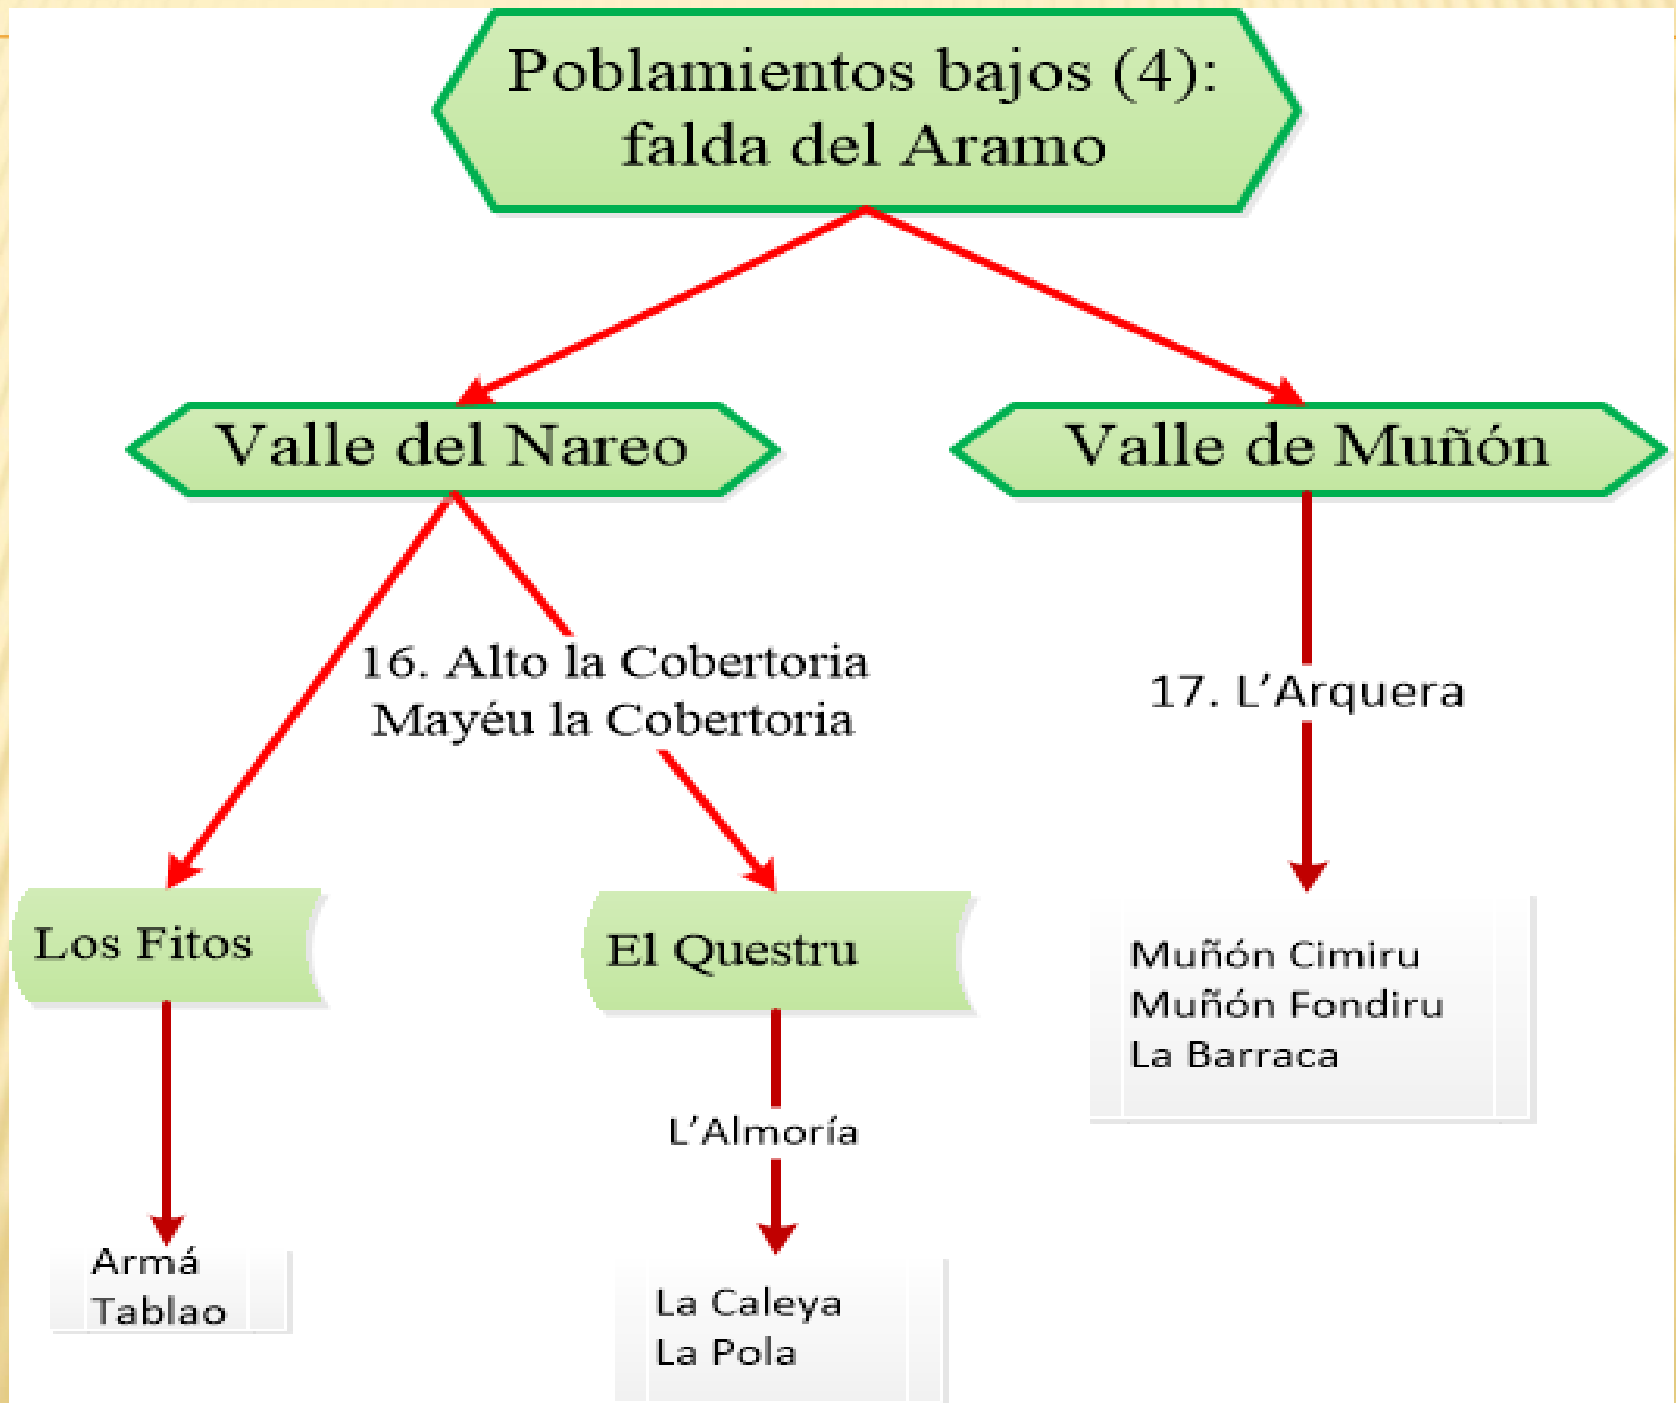 Poblamientos bajos (4):
falda del Aramo
Valle del Nareo
Valle de Muñón
16. Alto la Cobertoria
Mayéu la Cobertoria
17. L’Arquera
Los Fitos
El Questru
Muñón Cimiru
Muñón Fondiru
La Barraca
L’Almoría
Armá
Tablao
La Caleya
La Pola